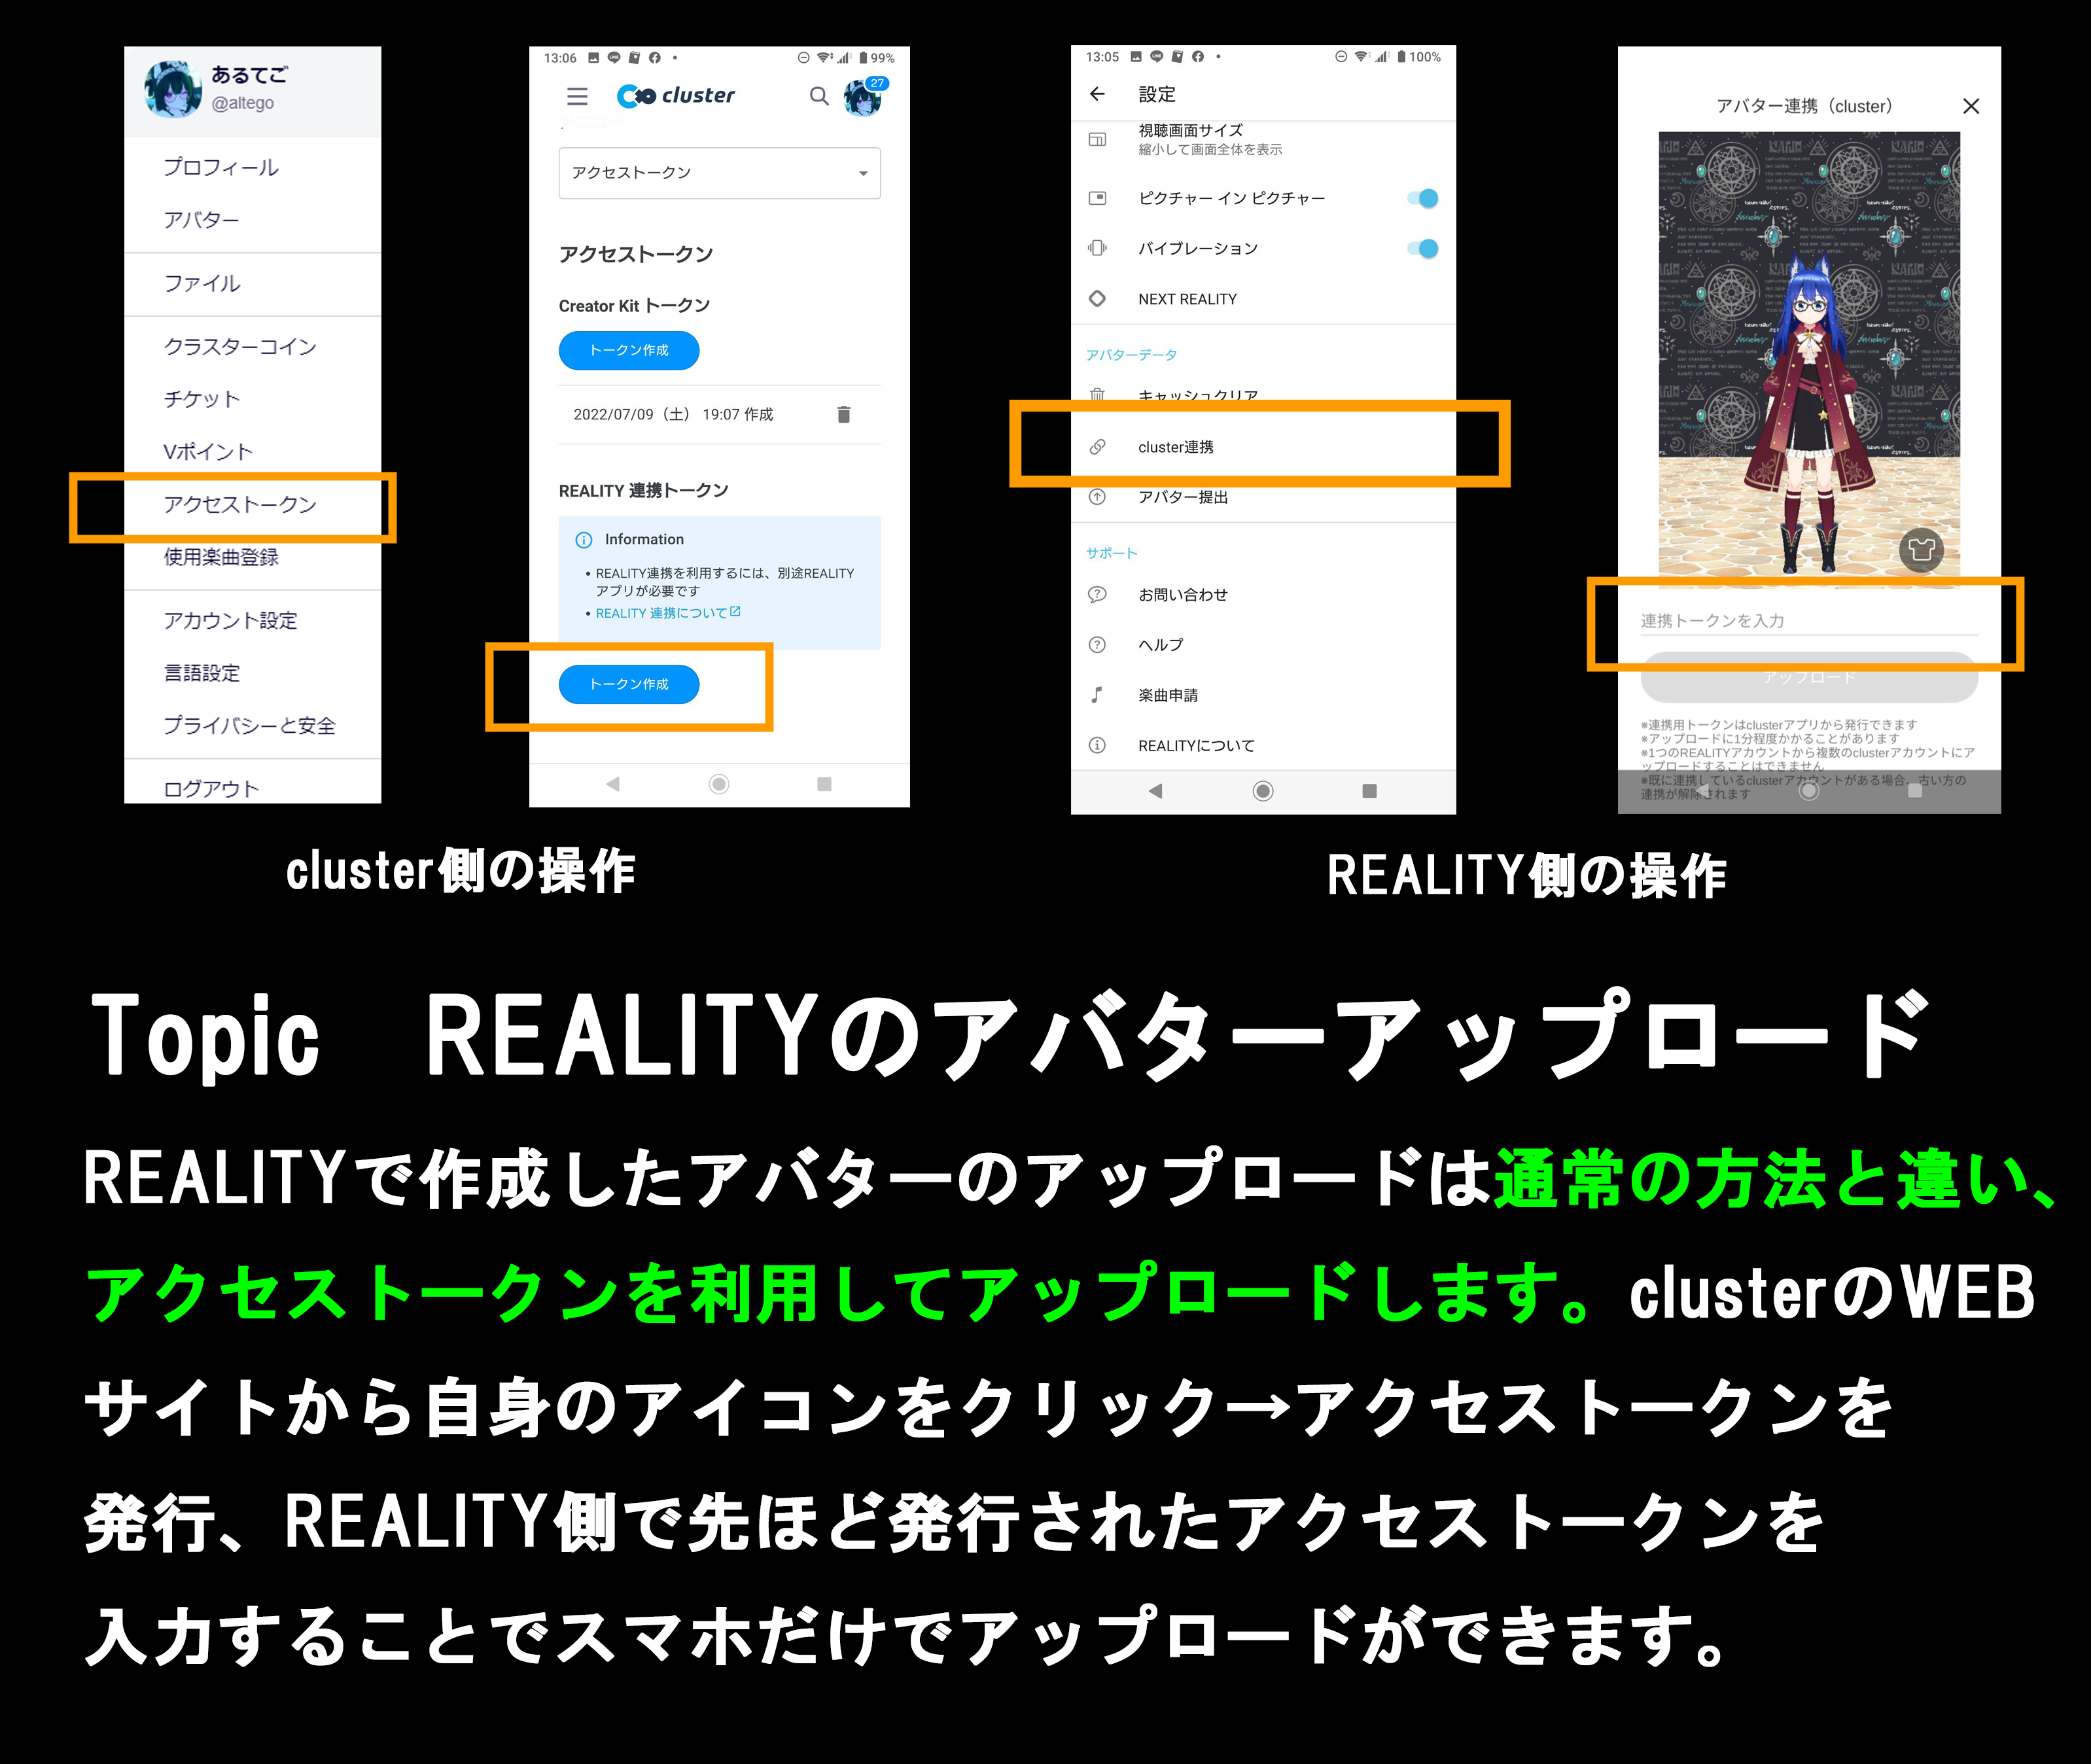 あるてご
@altego
プロフィール
アバター
ファイル
クラスターコイン
チケット
Vポイント
アクセストークン
使用楽曲登録
アカウント設定
言語設定
プライバシーと安全
ログアウト
13:06
99%
cluster
27
アクセストークン
アクセストークン
Creator Kit トークン
トークン作成
2022/07/09（土） 19:07 作成
REALITY 連携トークン
Information
• REALITY連携を利用するには、別途REALITY
アプリが必要です
• REALITY 連携について
トークン作成
13:05
100%
設定
視聴画面サイズ
縮小して画面全体を表示
ピクチャー イン ピクチャー
バイブレーション
NEXT REALITY
アバターデータ
キャッシュクリア
cluster連携
アバター提出
サポート
お問い合わせ
ヘルプ
楽曲申請
REALITYについて
アバター連携（cluster）
連携トークンを入力
アップロード
※連携用トークンはclusterアプリから発行できます
※アップロードに1分程度かかることがあります
※1つのREALITYアカウントから複数のclusterアカウントにア
ップロードすることはできません
※既に連携しているclusterアカウントがある場合、古い方の
連携が解除されます
cluster側の操作
REALITY側の操作
Topic　REALITYのアバターアップロード
REALITYで作成したアバターのアップロードは通常の方法と違い、
アクセストークンを利用してアップロードします。clusterのWEB
サイトから自身のアイコンをクリック→アクセストークンを
発行、REALITY側で先ほど発行されたアクセストークンを
入力することでスマホだけでアップロードができます。